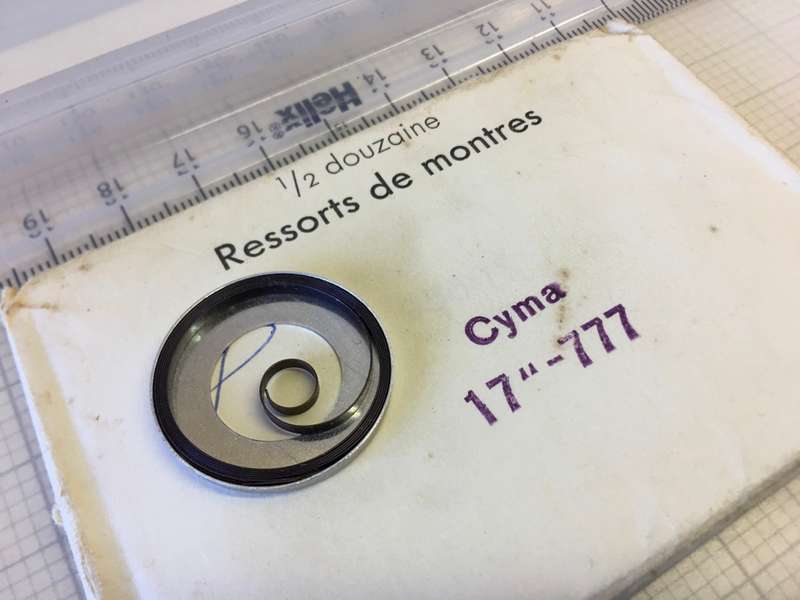 Helix®
11 12 13 14 15 16 17 18 19
1/2 douzaine
Ressorts de montres
Cyma
17"-777